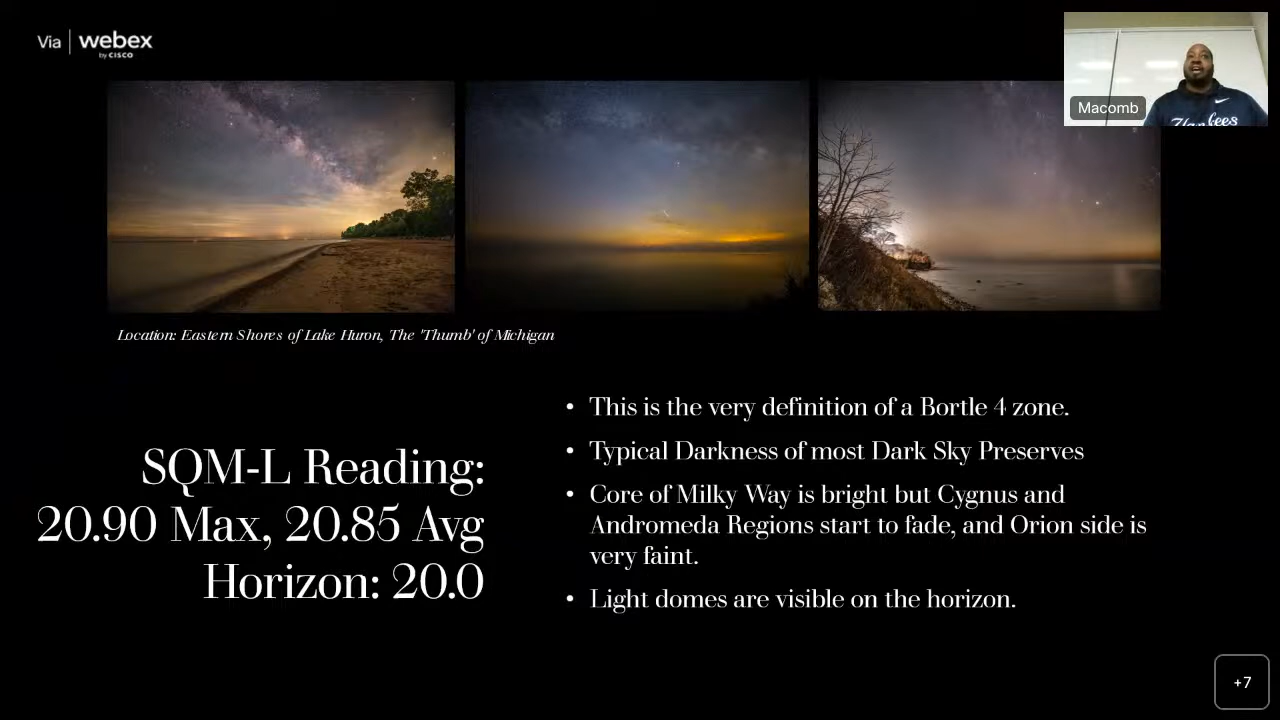 Via webex
by CISCO
Macomb
Yankees
Location: Eastern Shores of Lake Huron, The 'Thumb' of Michigan
SQM-L Reading:
20.90 Max, 20.85 Avg
Horizon: 20.0
• This is the very definition of a Bortle 4 zone.
• Typical Darkness of most Dark Sky Preserves
• Core of Milky Way is bright but Cygnus and
Andromeda Regions start to fade, and Orion side is
very faint.
• Light domes are visible on the horizon.
+7